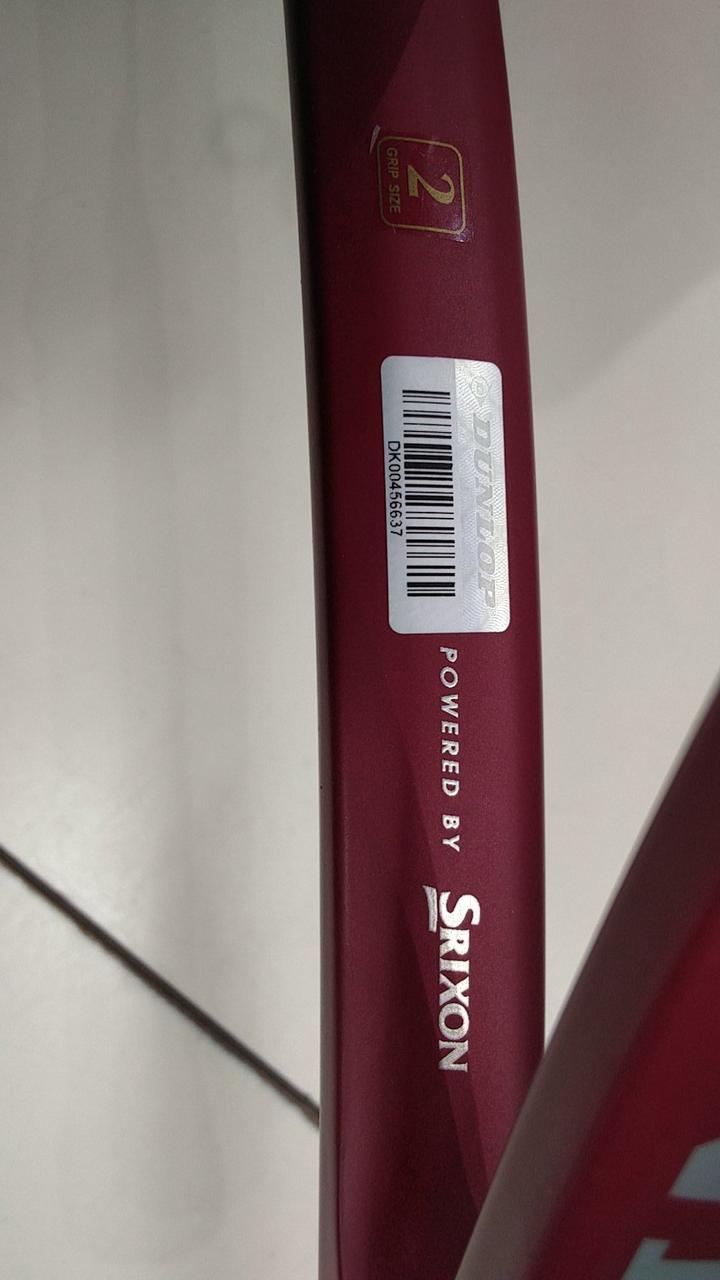 2
GRIP SIZE
DUNLOP
DK00456637
POWERED BY
SRIXON